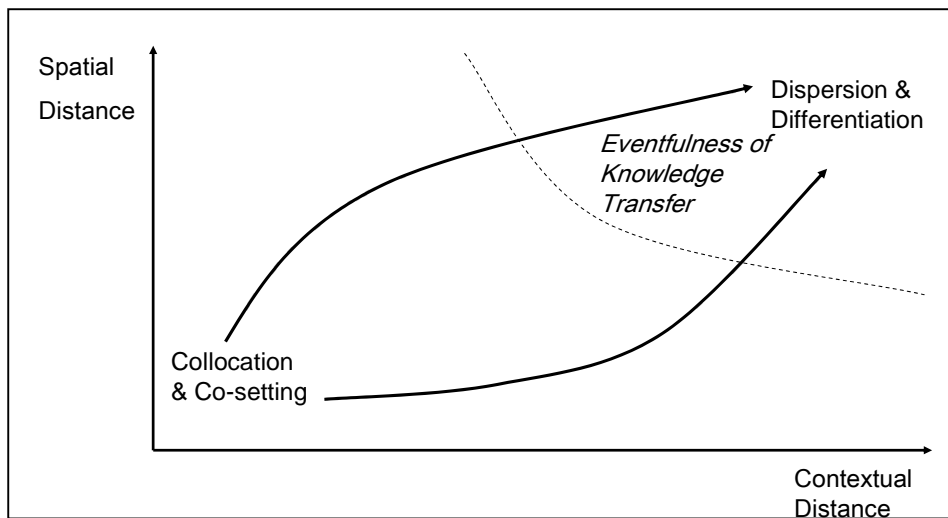 Spatial
Distance
Dispersion &
Differentiation
Eventfulness of
Knowledge
Transfer
Collocation
& Co-setting
Contextual
Distance